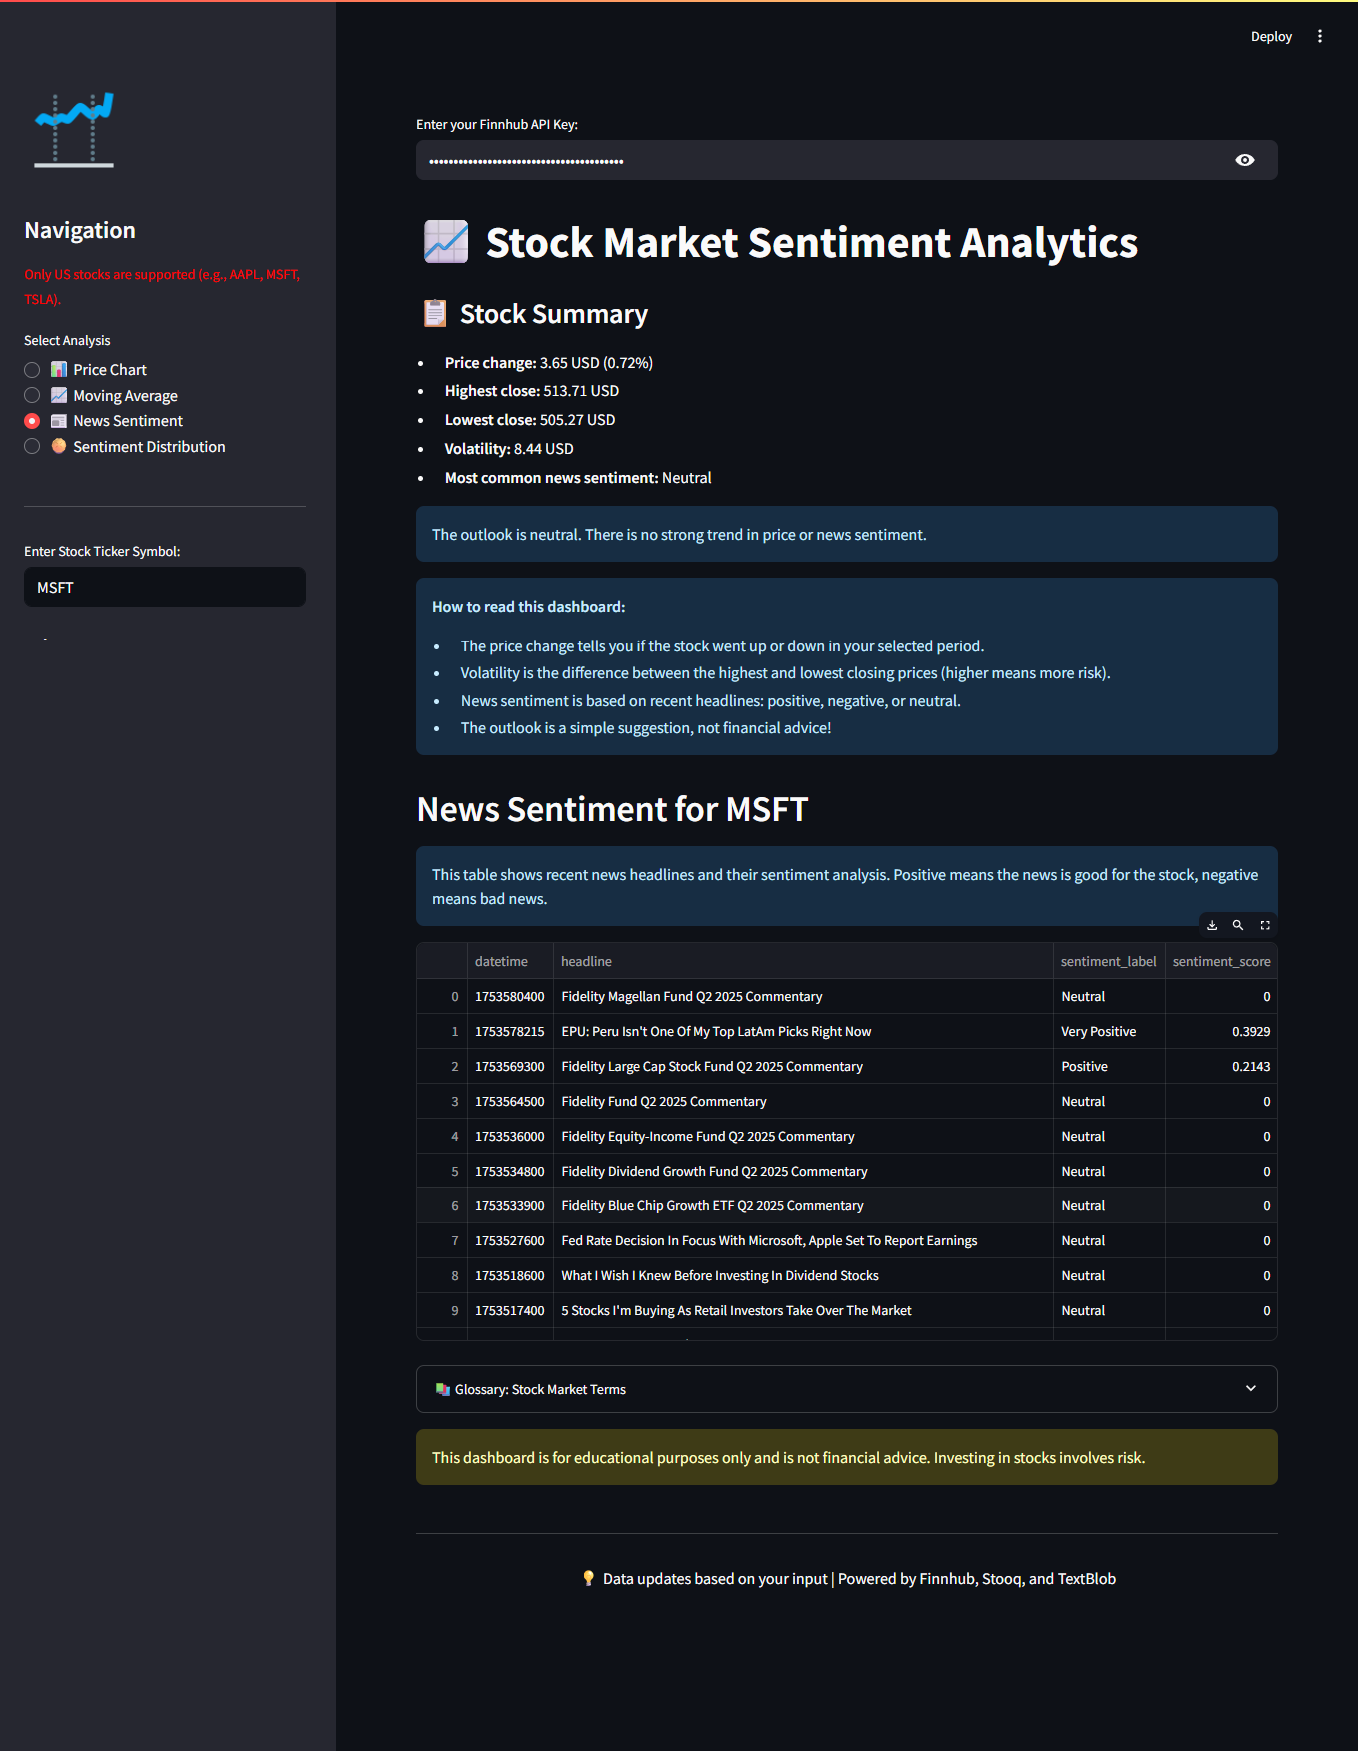 Deploy
Enter your Finnhub API Key:
Navigation
Only US stocks are supported (e.g., AAPL, MSFT,
TSLA).
Select Analysis
Price Chart
Moving Average
News Sentiment
Sentiment Distribution
Enter Stock Ticker Symbol:
MSFT
Stock Market Sentiment Analytics
Stock Summary
• Price change: 3.65 USD (0.72%)
• Highest close: 513.71 USD
• Lowest close: 505.27 USD
• Volatility: 8.44 USD
• Most common news sentiment: Neutral
The outlook is neutral. There is no strong trend in price or news sentiment.
How to read this dashboard:
• The price change tells you if the stock went up or down in your selected period.
• Volatility is the difference between the highest and lowest closing prices (higher means more risk).
• News sentiment is based on recent headlines: positive, negative, or neutral.
• The outlook is a simple suggestion, not financial advice!
News Sentiment for MSFT
This table shows recent news headlines and their sentiment analysis. Positive means the news is good for the stock, negative
means bad news.
datetime headline sentiment_label sentiment_score
0 1753580400 Fidelity Magellan Fund Q2 2025 Commentary Neutral 0
1 1753578215 EPU: Peru Isn't One Of My Top LatAm Picks Right Now Very Positive 0.3929
2 1753569300 Fidelity Large Cap Stock Fund Q2 2025 Commentary Positive 0.2143
3 1753564500 Fidelity Fund Q2 2025 Commentary Neutral 0
4 1753536000 Fidelity Equity-Income Fund Q2 2025 Commentary Neutral 0
5 1753534800 Fidelity Dividend Growth Fund Q2 2025 Commentary Neutral 0
6 1753533900 Fidelity Blue Chip Growth ETF Q2 2025 Commentary Neutral 0
7 1753527600 Fed Rate Decision In Focus With Microsoft, Apple Set To Report Earnings Neutral 0
8 1753518600 What I Wish I Knew Before Investing In Dividend Stocks Neutral 0
9 1753517400 5 Stocks I'm Buying As Retail Investors Take Over The Market Neutral 0
Glossary: Stock Market Terms
This dashboard is for educational purposes only and is not financial advice. Investing in stocks involves risk.
Data updates based on your input | Powered by Finnhub, Stooq, and TextBlob